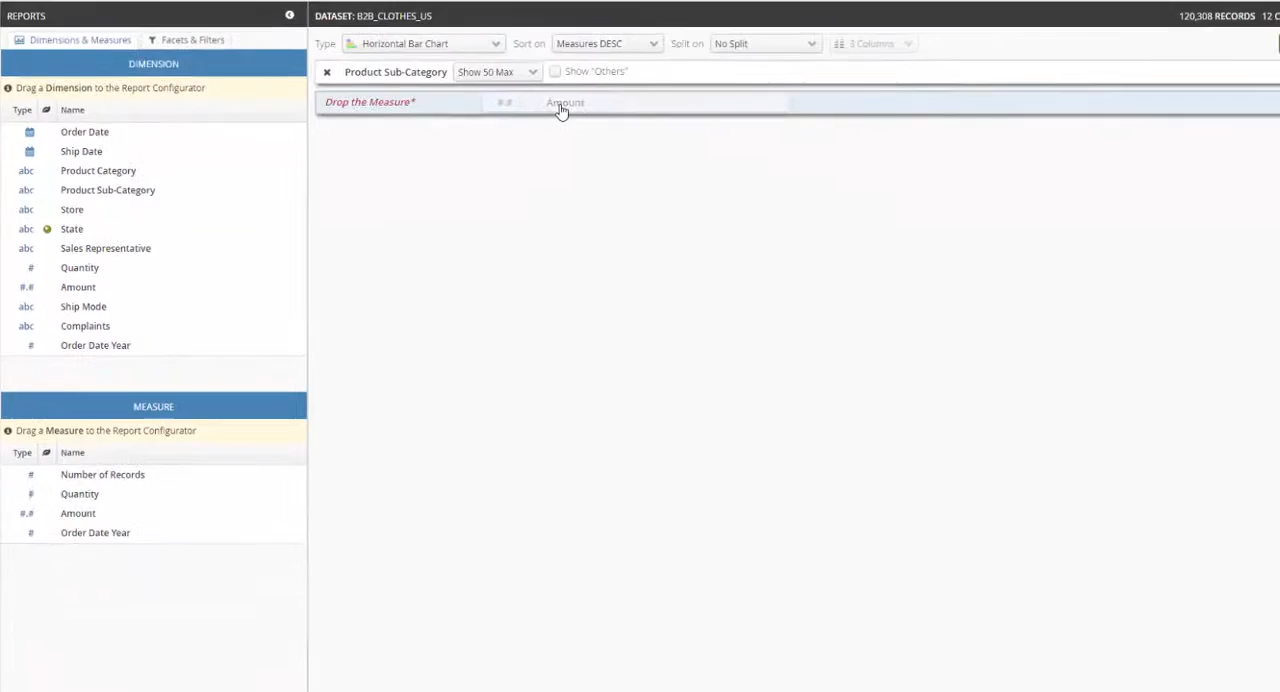 REPORTS
DATASET: B2B_CLOTHES_US
120,308 RECORDS 12 C
Dimensions & Measures Facets & Filters
Type Horizontal Bar Chart Sort on Measures DESC Split on No Split 3 Columns
DIMENSION
Product Sub-Category Show 50 Max Show "Others"
Drag a Dimension to the Report Configurator
Drop the Measure* #.# Amount
Type Name
Order Date
Ship Date
abc Product Category
abc Product Sub-Category
abc Store
abc State
abc Sales Representative
# Quantity
#.# Amount
abc Ship Mode
abc Complaints
# Order Date Year
MEASURE
Drag a Measure to the Report Configurator
Type Name
# Number of Records
# Quantity
#.# Amount
# Order Date Year